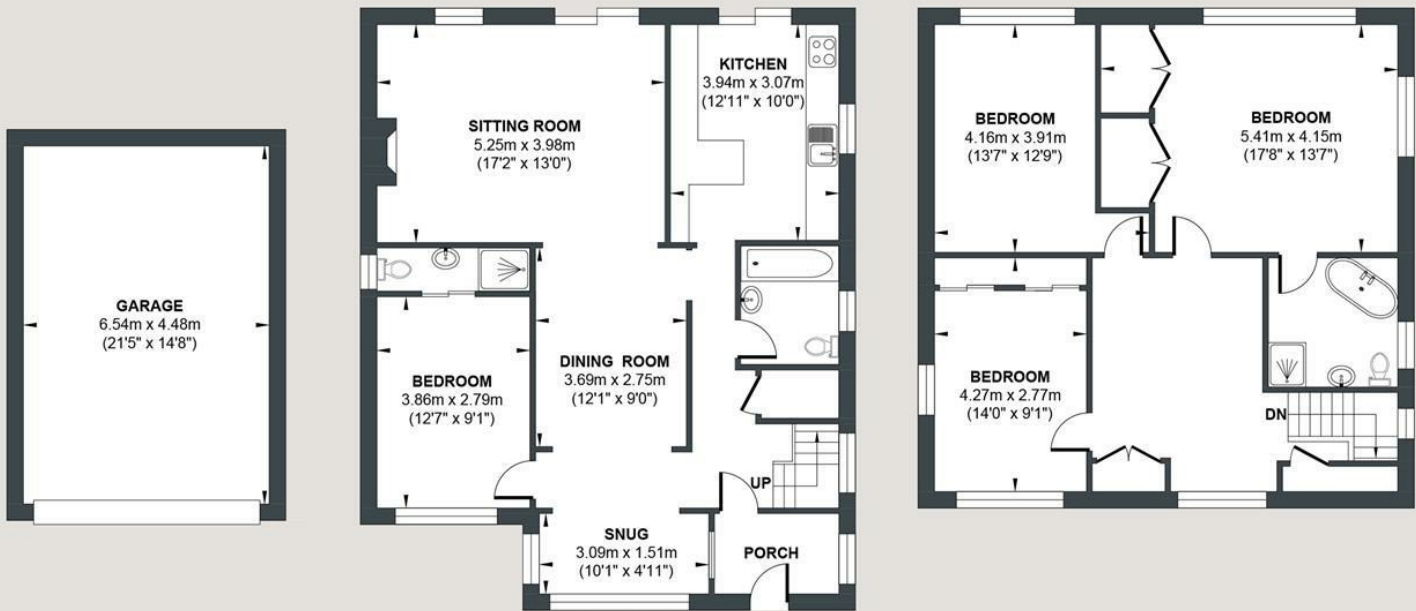 GARAGE
6.54m x 4.48m
(21'5" x 14'8")
SITTING ROOM
5.25m x 3.98m
(17'2" x 13'0")
KITCHEN
3.94m x 3.07m
(12'11" x 10'0")
BEDROOM
3.86m x 2.79m
(12'7" x 9'1")
DINING ROOM
3.69m x 2.75m
(12'1" x 9'0")
UP
SNUG
3.09m x 1.51m
(10'1" x 4'11")
PORCH
BEDROOM
4.16m x 3.91m
(13'7" x 12'9")
BEDROOM
5.41m x 4.15m
(17'8" x 13'7")
BEDROOM
4.27m x 2.77m
(14'0" x 9'1")
DN